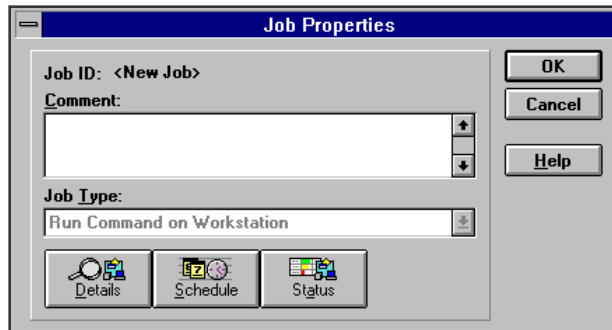 Job Properties
Job ID: <New Job>
Comment:
Job Type:
Run Command on Workstation
Details
Schedule
Status
OK
Cancel
Help